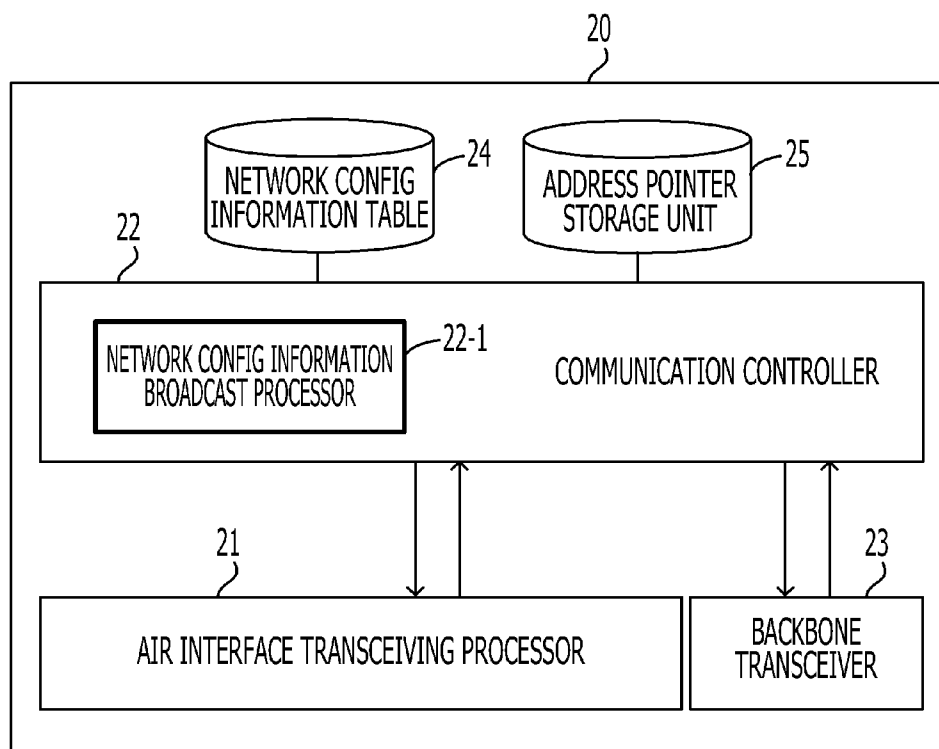 20
NETWORK CONFIG
INFORMATION TABLE
24
ADDRESS POINTER
STORAGE UNIT
25
22
NETWORK CONFIG INFORMATION
BROADCAST PROCESSOR
22-1
COMMUNICATION CONTROLLER
21
AIR INTERFACE TRANSCEIVING PROCESSOR
23
BACKBONE
TRANSCEIVER